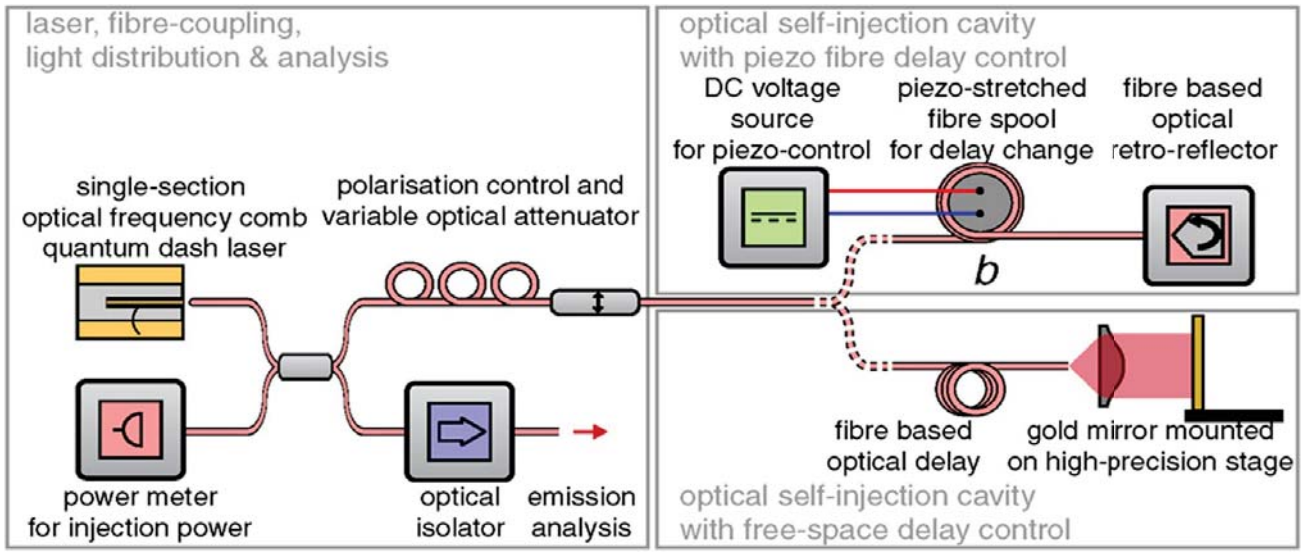 laser, fibre-coupling,
light distribution & analysis
single-section
optical frequency comb
quantum dash laser
polarisation control and
variable optical attenuator
power meter
for injection power
optical
isolator
emission
analysis
optical self-injection cavity
with piezo fibre delay control
DC voltage
source
for piezo-control
piezo-stretched
fibre spool
for delay change
fibre based
optical
retro-reflector
b
fibre based
optical delay
gold mirror mounted
on high-precision stage
optical self-injection cavity
with free-space delay control